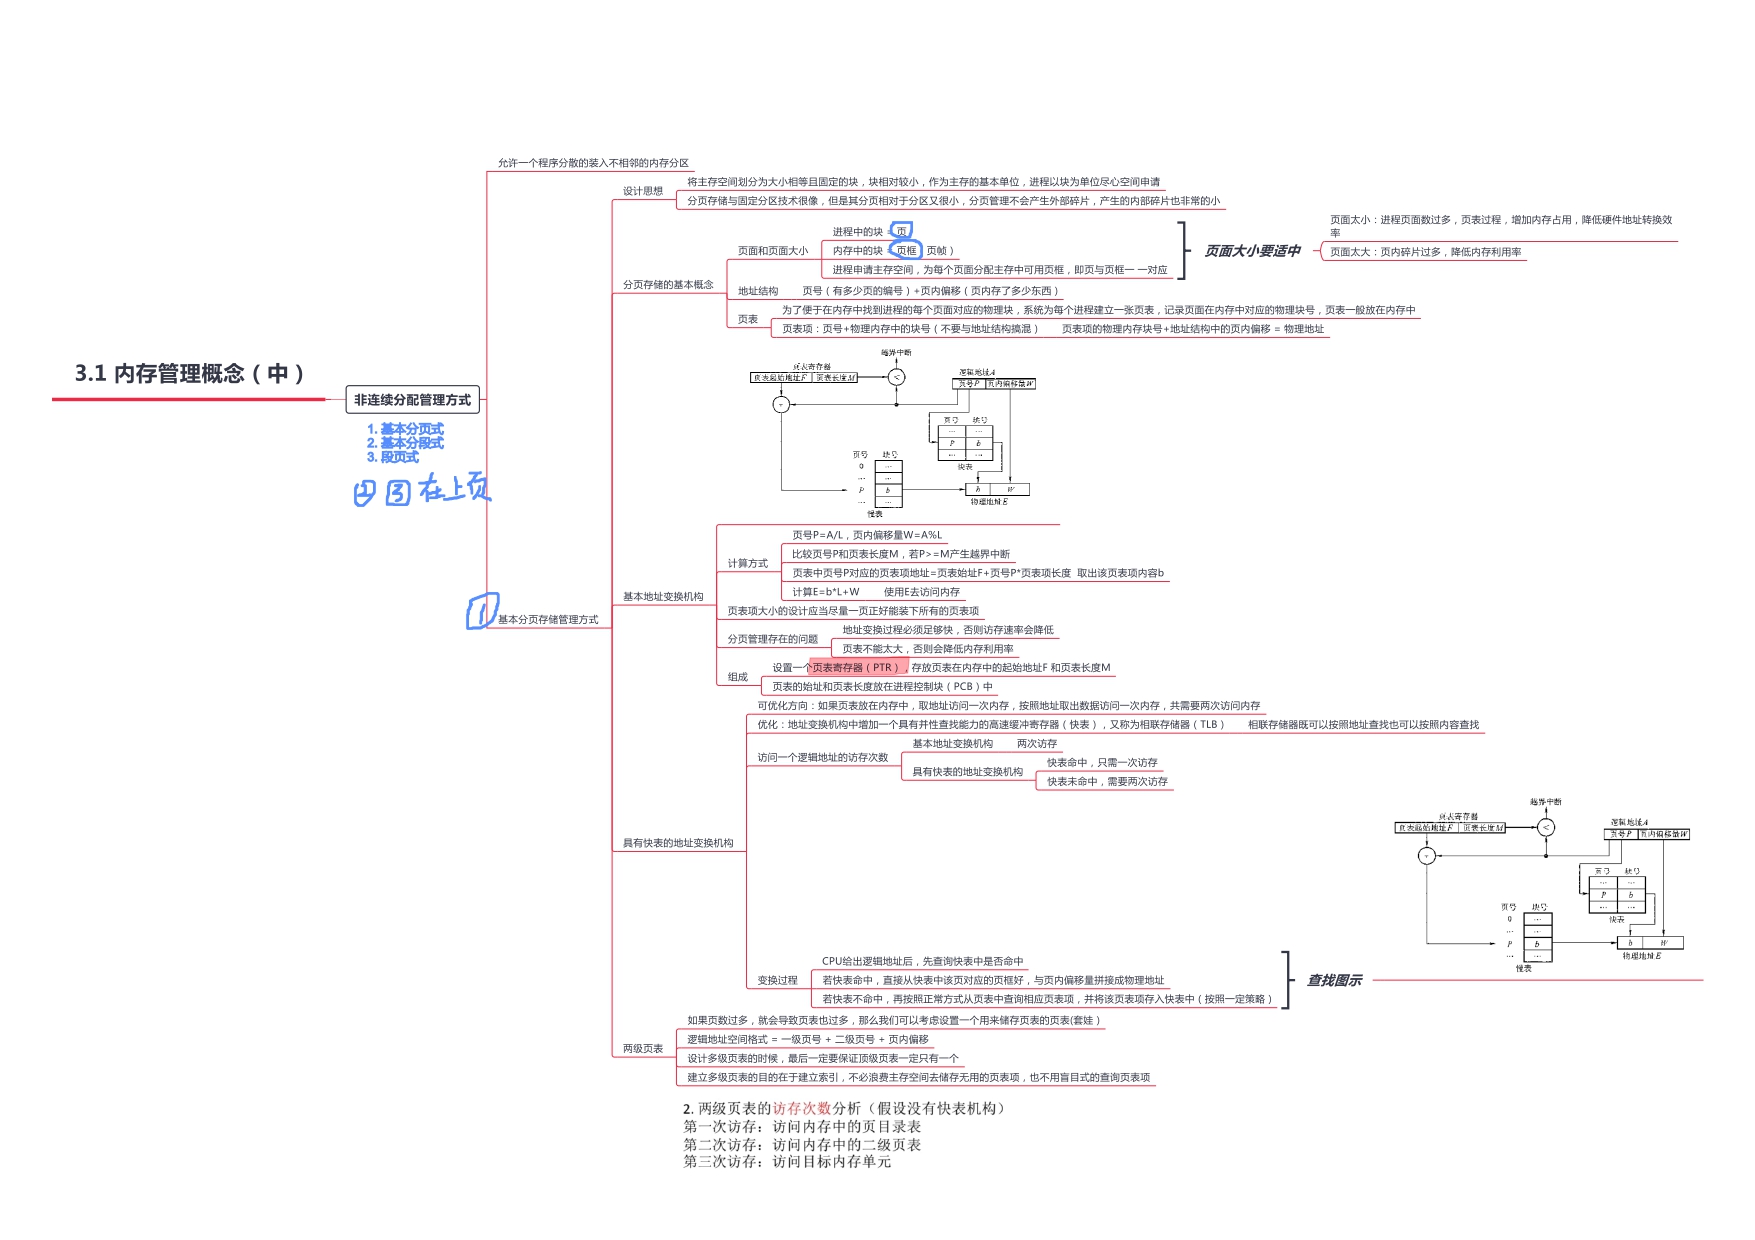 3.1 内存管理概念（中）
非连续分配管理方式
1. 基本分页式
2. 基本分段式
3. 段页式
② ③ 在上页
允许一个程序分散的装入不相邻的内存分区
①
基本分页存储管理方式
设计思想
将主存空间划分为大小相等且固定的块，块相对较小，作为主存的基本单位，进程以块为单位尽心空间申请
分页存储与固定分区技术很像，但是其分页相对于分区又很小，分页管理不会产生外部碎片，产生的内部碎片也非常的小
分页存储的基本概念
页面和页面大小
进程中的块 = 页
内存中的块 = 页框 页帧）
进程申请主存空间，为每个页面分配主存中可用页框，即页与页框一 一对应
页面大小要适中
页面太小：进程页面数过多，页表过程，增加内存占用，降低硬件地址转换效
率
页面太大：页内碎片过多，降低内存利用率
地址结构 页号（有多少页的编号）+页内偏移（页内存了多少东西）
页表
为了便于在内存中找到进程的每个页面对应的物理块，系统为每个进程建立一张页表，记录页面在内存中对应的物理块号，页表一般放在内存中
页表项：页号+物理内存中的块号（不要与地址结构搞混） 页表项的物理内存块号+地址结构中的页内偏移 = 物理地址
越界中断
页表寄存器
页表起始地址F 页表长度M
<
逻辑地址A
页号P 页内偏移量W
+
页号 块号
... ...
P b
... ...
快表
页号 块号
0 ...
... ...
P b
... ...
慢表
b W
物理地址E
基本地址变换机构
计算方式
页号P=A/L，页内偏移量W=A%L
比较页号P和页表长度M，若P>=M产生越界中断
页表中页号P对应的页表项地址=页表始址F+页号P*页表项长度 取出该页表项内容b
计算E=b*L+W 使用E去访问内存
页表项大小的设计应当尽量一页正好能装下所有的页表项
分页管理存在的问题
地址变换过程必须足够快，否则访存速率会降低
页表不能太大，否则会降低内存利用率
组成
设置一个页表寄存器（PTR），存放页表在内存中的起始地址F 和页表长度M
页表的始址和页表长度放在进程控制块（PCB）中
具有快表的地址变换机构
可优化方向：如果页表放在内存中，取地址访问一次内存，按照地址取出数据访问一次内存，共需要两次访问内存
优化：地址变换机构中增加一个具有并性查找能力的高速缓冲寄存器（快表），又称为相联存储器（TLB） 相联存储器既可以按照地址查找也可以按照内容查找
访问一个逻辑地址的访存次数
基本地址变换机构 两次访存
具有快表的地址变换机构
快表命中，只需一次访存
快表未命中，需要两次访存
变换过程
CPU给出逻辑地址后，先查询快表中是否命中
若快表命中，直接从快表中该页对应的页框好，与页内偏移量拼接成物理地址
若快表不命中，再按照正常方式从页表中查询相应页表项，并将该页表项存入快表中（按照一定策略）
查找图示
越界中断
页表寄存器
页表起始地址F 页表长度M
<
逻辑地址A
页号P 页内偏移量W
+
页号 块号
... ...
P b
... ...
快表
页号 块号
0 ...
... ...
P b
... ...
慢表
b W
物理地址E
两级页表
如果页数过多，就会导致页表也过多，那么我们可以考虑设置一个用来储存页表的页表(套娃）
逻辑地址空间格式 = 一级页号 + 二级页号 + 页内偏移
设计多级页表的时候，最后一定要保证顶级页表一定只有一个
建立多级页表的目的在于建立索引，不必浪费主存空间去储存无用的页表项，也不用盲目式的查询页表项
2. 两级页表的访存次数分析（假设没有快表机构）
第一次访存：访问内存中的页目录表
第二次访存：访问内存中的二级页表
第三次访存：访问目标内存单元